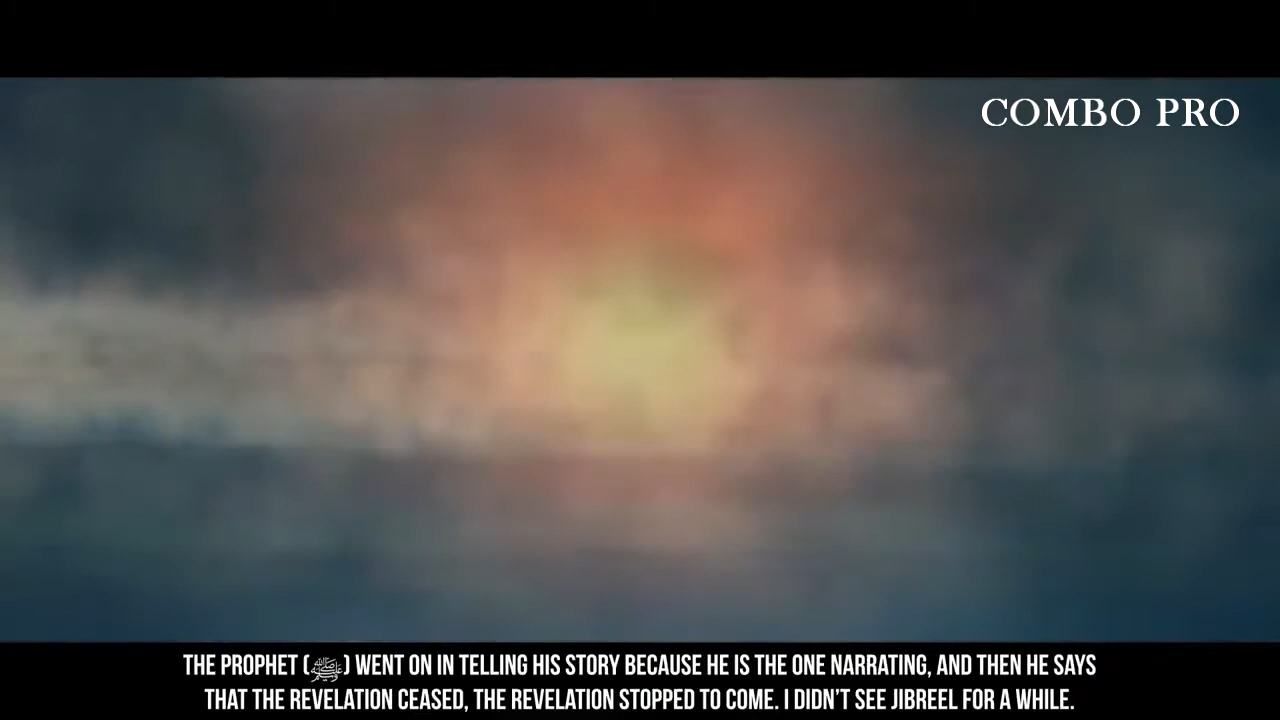 COMBO PRO
THE PROPHET (ﷺ) WENT ON IN TELLING HIS STORY BECAUSE HE IS THE ONE NARRATING, AND THEN HE SAYS
THAT THE REVELATION CEASED, THE REVELATION STOPPED TO COME. I DIDN'T SEE JIBREEL FOR A WHILE.